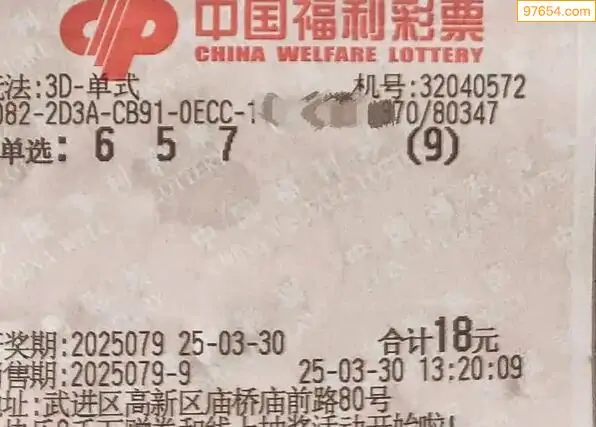 97654.com
中国福利彩票
CHINA WELFARE LOTTERY
法:3D-单式 机号:32040572
082-2D3A-CB91-0ECC-1 970/80347
单选: 6 5 7 (9)
奖期:2025079 25-03-30 合计18元
售期:2025079-9 25-03-30 13:20:09
址:武进区高新区庙桥庙前路80号